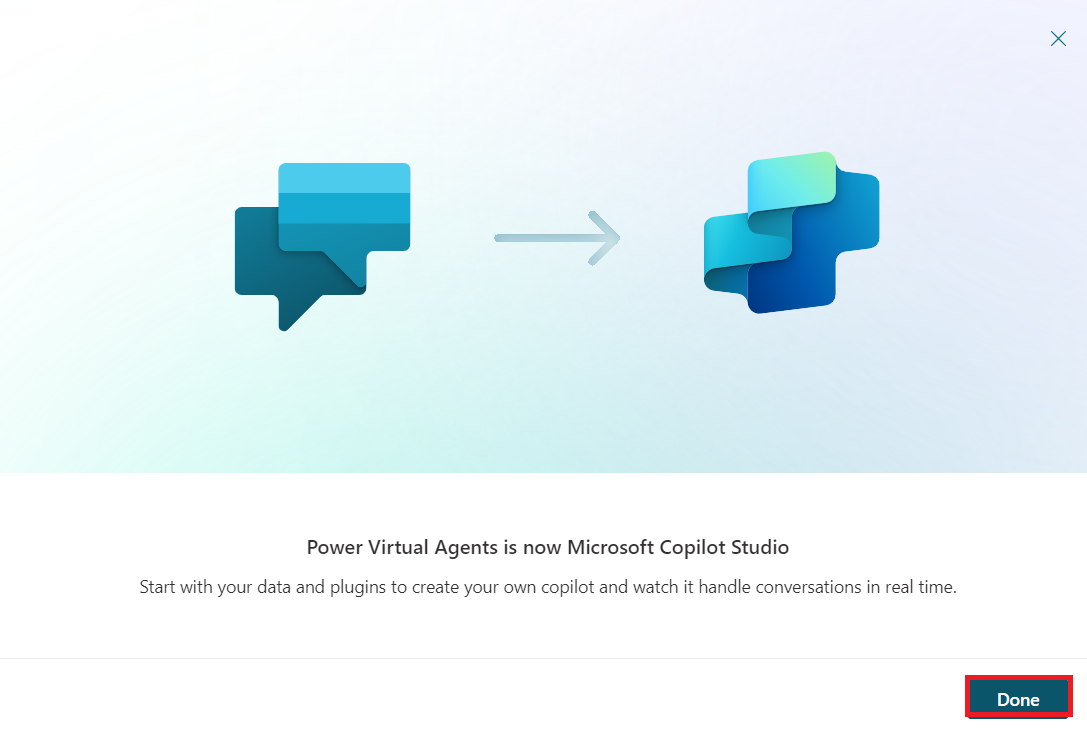 Power Virtual Agents is now Microsoft Copilot Studio
Start with your data and plugins to create your own copilot and watch it handle conversations in real time.
Done